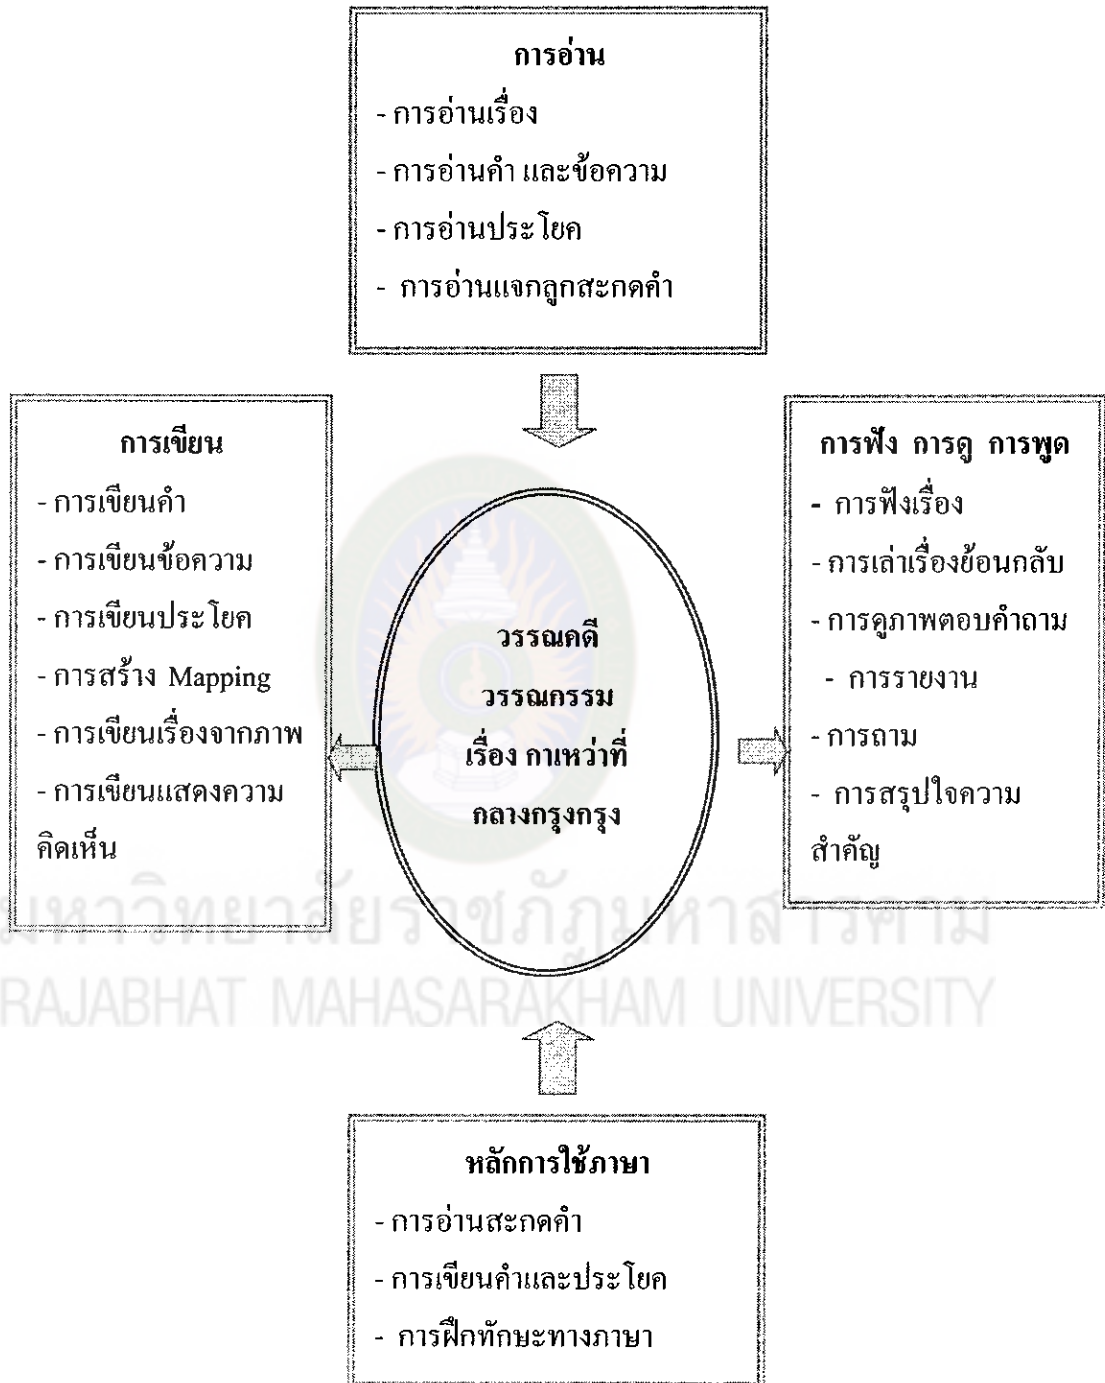 การอ่าน
- การอ่านเรื่อง
- การอ่านคำ และข้อความ
- การอ่านประโยค
- การอ่านแจกลูกสะกดคำ
การเขียน
- การเขียนคำ
- การเขียนข้อความ
- การเขียนประโยค
- การสร้าง Mapping
- การเขียนเรื่องจากภาพ
- การเขียนแสดงความ
คิดเห็น
วรรณคดี
วรรณกรรม
เรื่อง กาเหว่าที่
กลางกรุงกรุง
การฟัง การดู การพูด
- การฟังเรื่อง
- การเล่าเรื่องย้อนกลับ
- การดูภาพตอบคำถาม
- การรายงาน
- การถาม
- การสรุปใจความ
สำคัญ
มหาวิทยาลัยราชภัฏมหาสารคาม
RAJABHAT MAHASARAKHAM UNIVERSITY
หลักการใช้ภาษา
- การอ่านสะกดคำ
- การเขียนคำและประโยค
- การฝึกทักษะทางภาษา